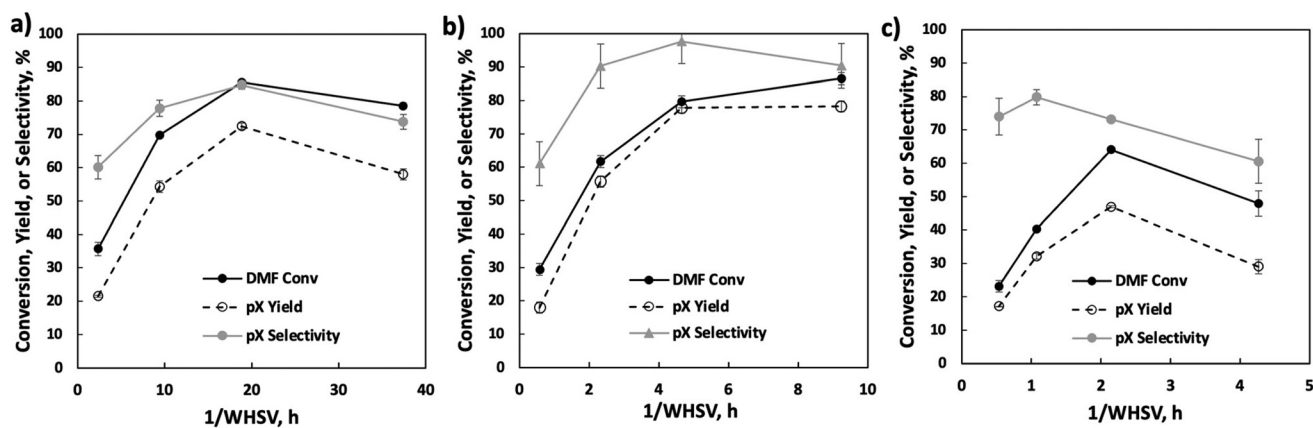 a)
Conversion, Yield, or Selectivity, %
100
90
80
70
60
50
40
30
20
10
0
DMF Conv
pX Yield
pX Selectivity
0 10 20 30 40
1/WHSV, h
b)
Conversion, Yield, or Selectivity, %
100
90
80
70
60
50
40
30
20
10
0
DMF Conv
pX Yield
pX Selectivity
0 2 4 6 8 10
1/WHSV, h
c)
Conversion, Yield, or Selectivity, %
100
90
80
70
60
50
40
30
20
10
0
DMF Conv
pX Yield
pX Selectivity
0 1 2 3 4 5
1/WHSV, h